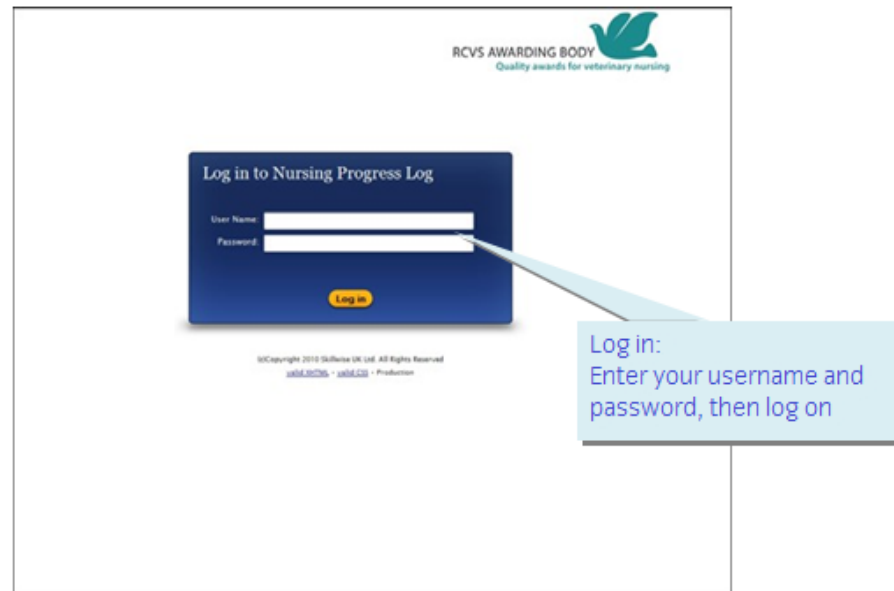 RCVS AWARDING BODY
Quality awards for veterinary nursing
Log in to Nursing Progress Log
User Name:
Password:
Log in
(c)Copyright 2010 Skillwise UK Ltd. All Rights Reserved
valid XHTML - valid CSS - Production
Log in:
Enter your username and
password, then log on